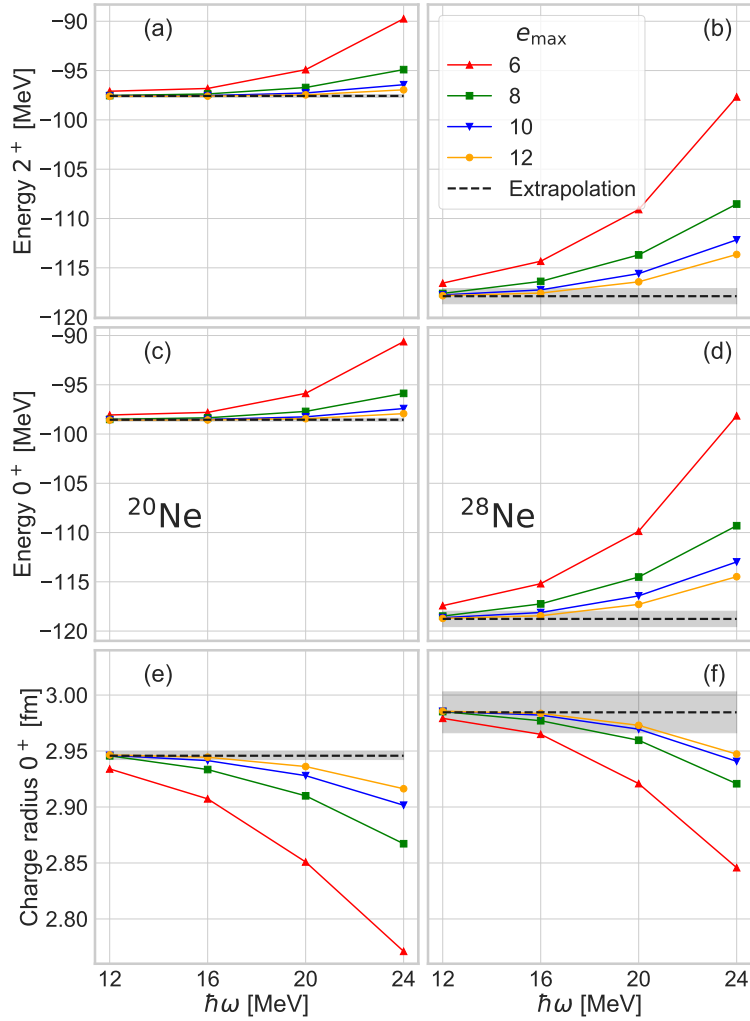 (a)
−90
−95
−100
−105
−110
−115
−120
Energy 2⁺ [MeV]
(b)
e_max
6
8
10
12
Extrapolation
(c)
−90
−95
−100
−105
−110
−115
−120
Energy 0⁺ [MeV]
²⁰Ne
(d)
²⁸Ne
(e)
3.00
2.95
2.90
2.85
2.80
Charge radius 0⁺ [fm]
(f)
12 16 20 24
ħω [MeV]
12 16 20 24
ħω [MeV]